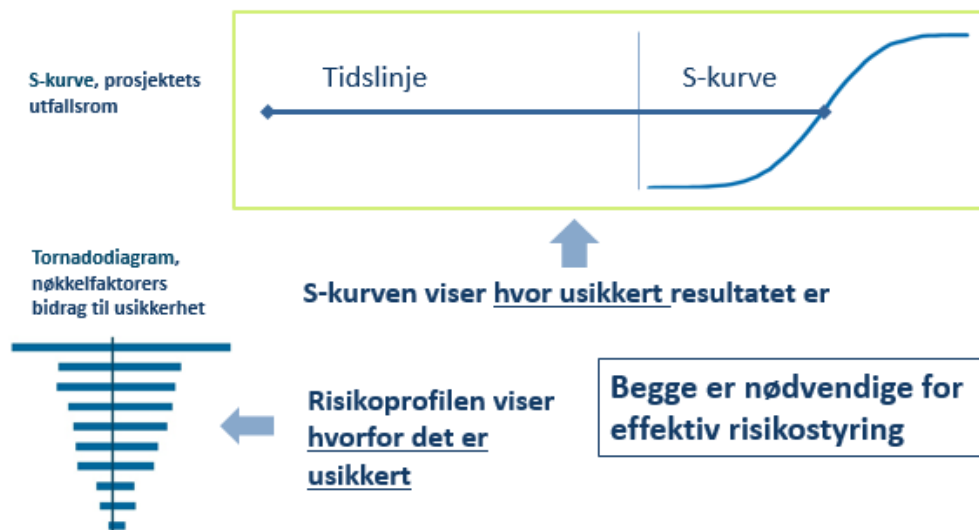 S-kurve, prosjektets
utfallsrom
Tidslinje
S-kurve
S-kurven viser hvor usikkert resultatet er
Tornadodiagram,
nøkkelfaktorers
bidrag til usikkerhet
Risikoprofilen viser
hvorfor det er
usikkert
Begge er nødvendige for
effektiv risikostyring